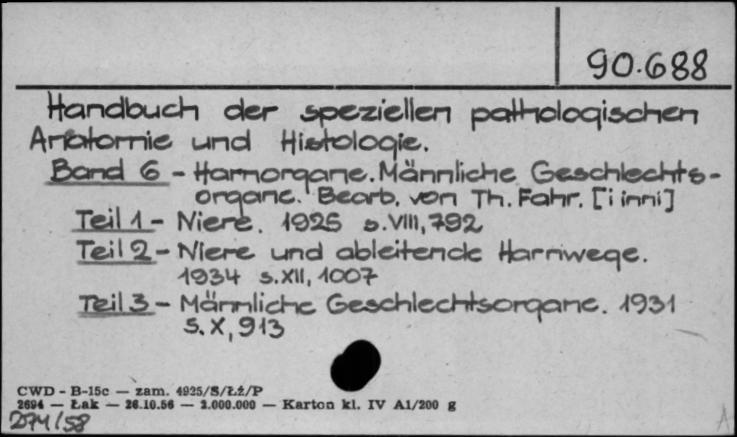 90.688
Handbuch der speziellen pathologischen
Anatomie und Histologie.
Band 6 - Harnorgane. Männliche Geschlechts-
organe. Bearb. von Th. Fahr. [i inni]
Teil 1 - Niere. 1925 s. VIII, 792
Teil 2 - Niere und ableitende Harnwege.
1934 s. XII, 1007
Teil 3 - Männliche Geschlechtsorgane. 1931
S. X, 913
CWD - B-15c — zam. 4925/S/Łż/P
2694 — Łak — 26.10.56 — 2.000.000 — Karton kl. IV A1/200 g
274/58
A